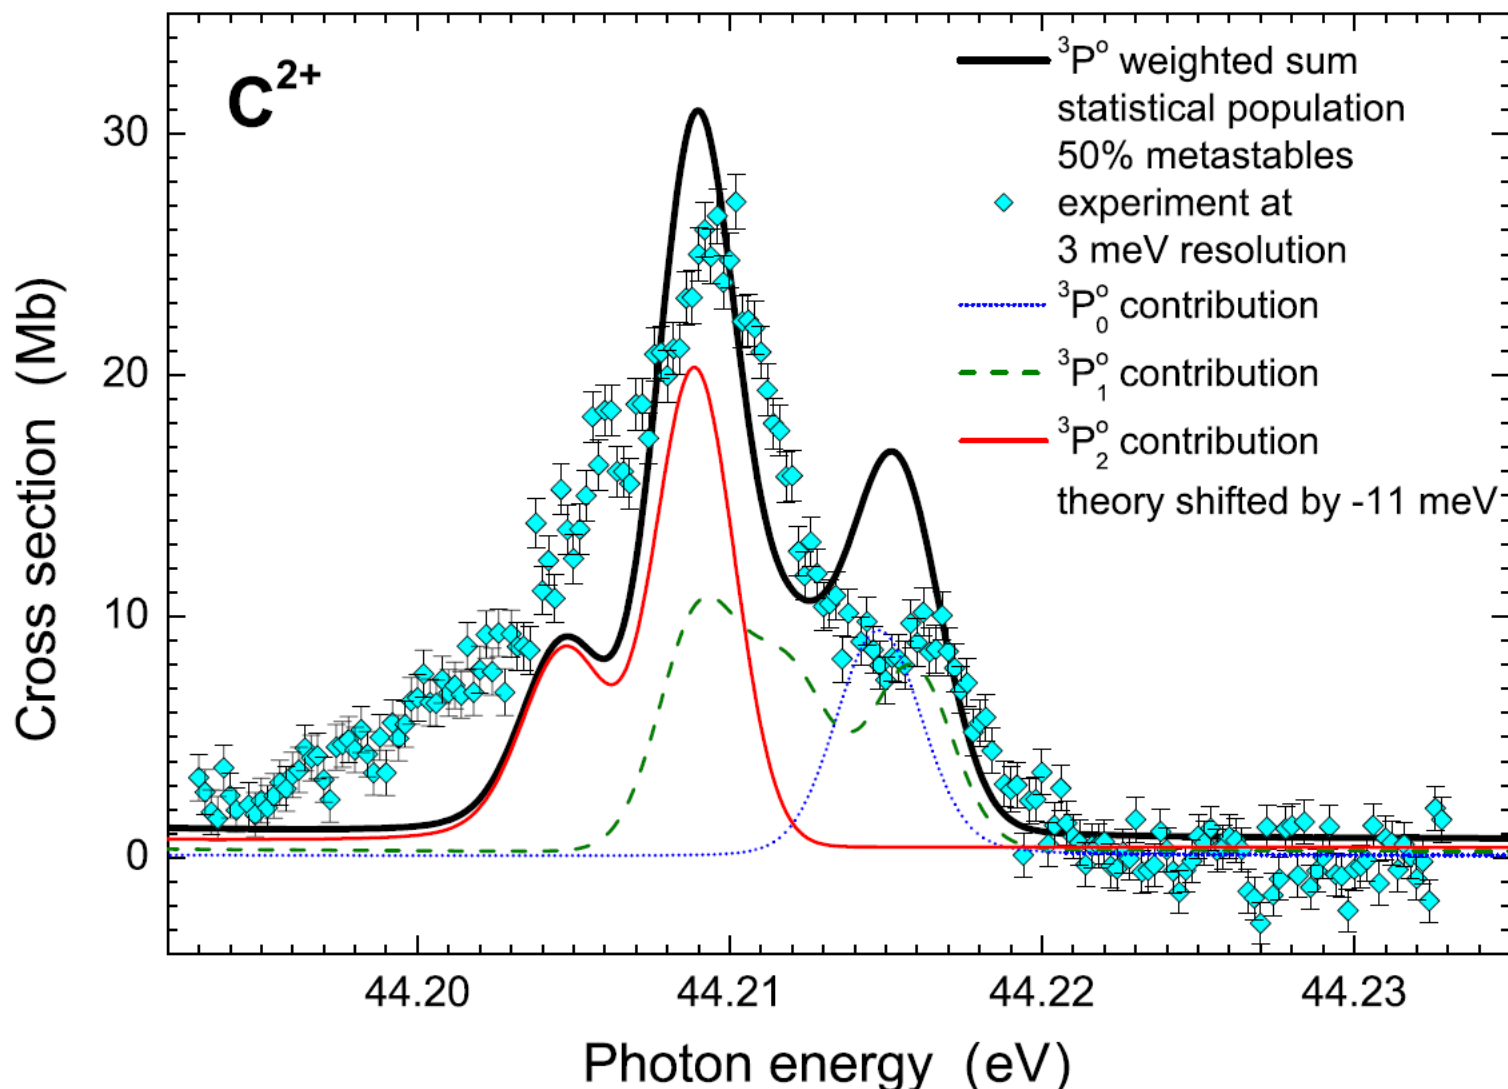 C²⁺
³Pᵒ weighted sum
statistical population
50% metastables
experiment at
3 meV resolution
³Pᵒ₀ contribution
³Pᵒ₁ contribution
³Pᵒ₂ contribution
theory shifted by -11 meV
Cross section (Mb)
30
20
10
0
44.20 44.21 44.22 44.23
Photon energy (eV)